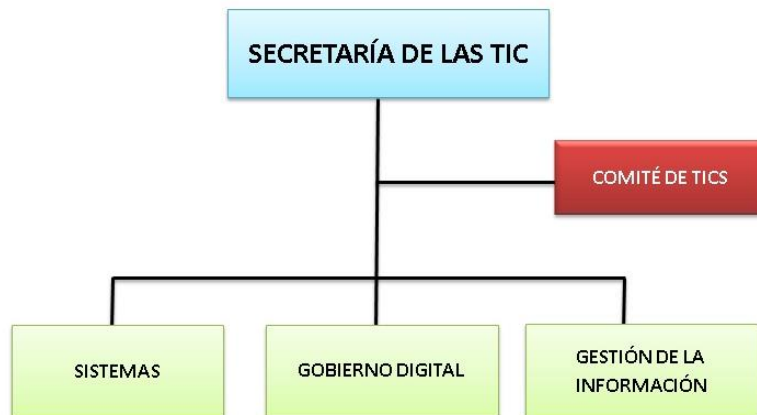 SECRETARÍA DE LAS TIC
COMITÉ DE TICS
SISTEMAS
GOBIERNO DIGITAL
GESTIÓN DE LA
INFORMACIÓN